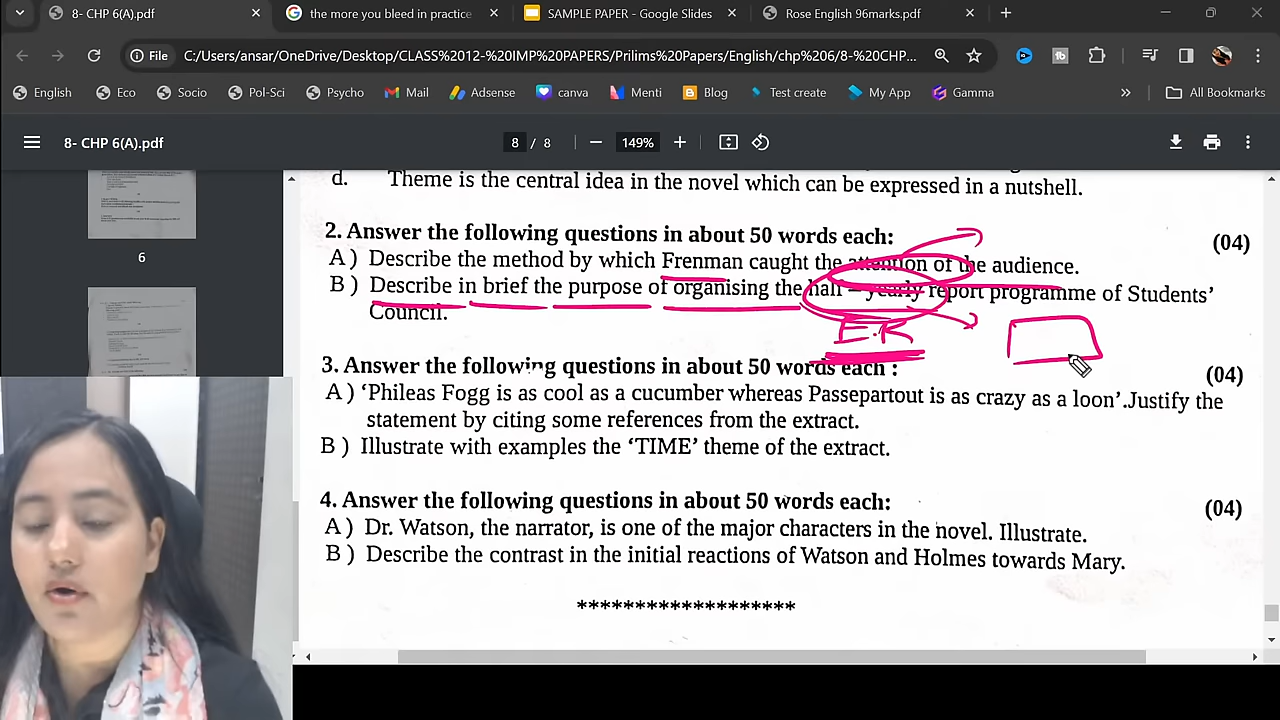 8- CHP 6(A).pdf
the more you bleed in practice
SAMPLE PAPER - Google Slides
Rose English 96marks.pdf
File
C:/Users/ansar/OneDrive/Desktop/CLASS%2012-%20IMP%20PAPERS/Prilims%20Papers/English/chp%206/8-%20CHP...
English
Eco
Socio
Pol-Sci
Psycho
Mail
Adsense
canva
Menti
Blog
Test create
My App
Gamma
»
All Bookmarks
8- CHP 6(A).pdf
8 / 8
149%
6
d. Theme is the central idea in the novel which can be expressed in a nutshell.
2. Answer the following questions in about 50 words each: (04)
A ) Describe the method by which Frenman caught the attention of the audience.
B ) Describe in brief the purpose of organising the half – yearly report programme of Students’
Council.
E.R
3. Answer the following questions in about 50 words each : (04)
A ) ‘Phileas Fogg is as cool as a cucumber whereas Passepartout is as crazy as a loon’.Justify the
statement by citing some references from the extract.
B ) Illustrate with examples the ‘TIME’ theme of the extract.
4. Answer the following questions in about 50 words each: (04)
A ) Dr. Watson, the narrator, is one of the major characters in the novel. Illustrate.
B ) Describe the contrast in the initial reactions of Watson and Holmes towards Mary.
*******************